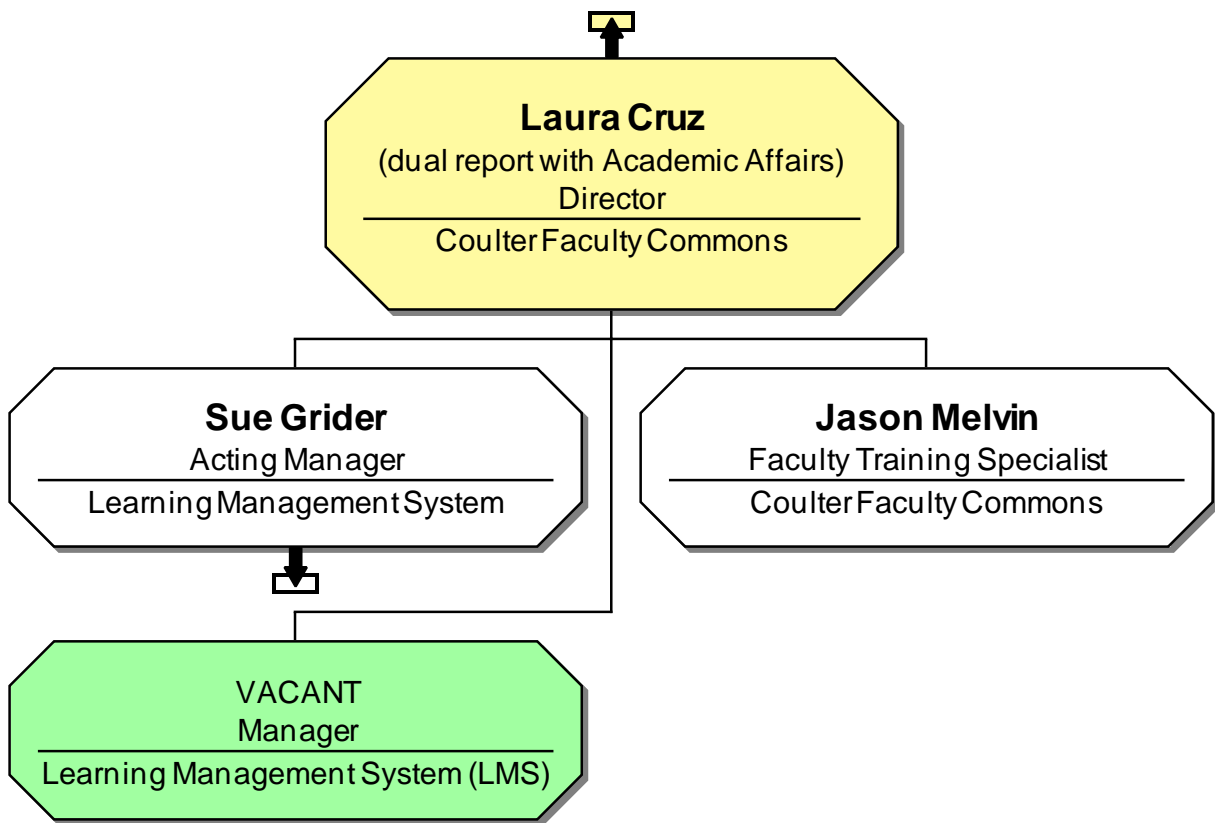 Laura Cruz
(dual report with Academic Affairs)
Director
Coulter Faculty Commons
Sue Grider
Acting Manager
Learning Management System
Jason Melvin
Faculty Training Specialist
Coulter Faculty Commons
VACANT
Manager
Learning Management System (LMS)